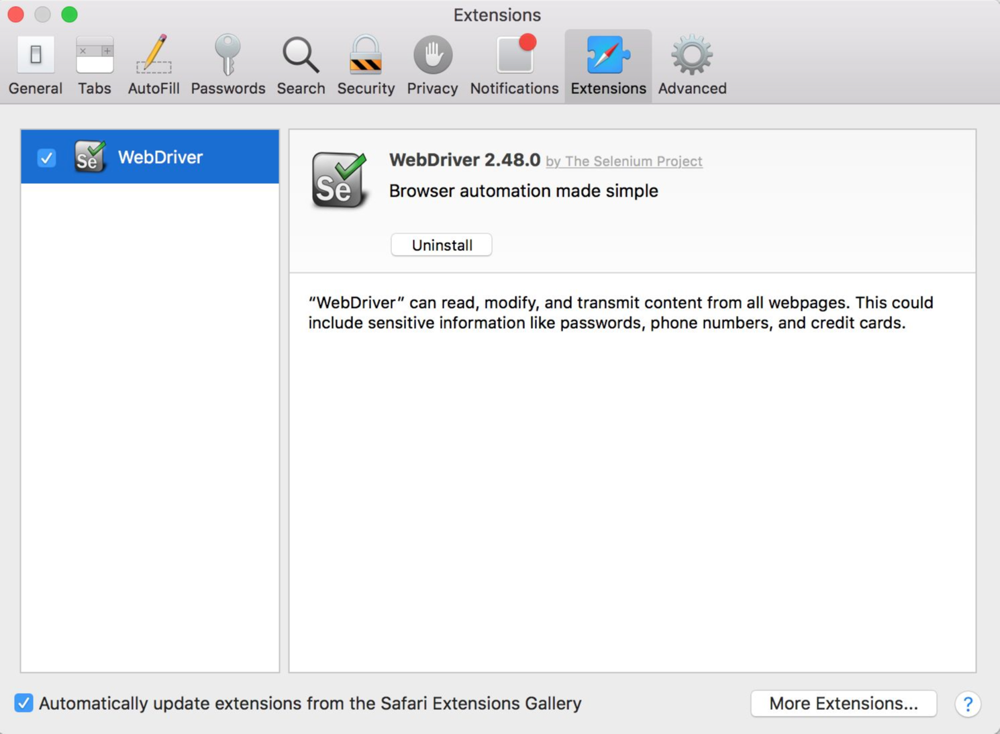 Extensions
General Tabs AutoFill Passwords Search Security Privacy Notifications Extensions Advanced
Se WebDriver
Se
WebDriver 2.48.0 by The Selenium Project
Browser automation made simple
Uninstall
“WebDriver” can read, modify, and transmit content from all webpages. This could
include sensitive information like passwords, phone numbers, and credit cards.
Automatically update extensions from the Safari Extensions Gallery
More Extensions...
?